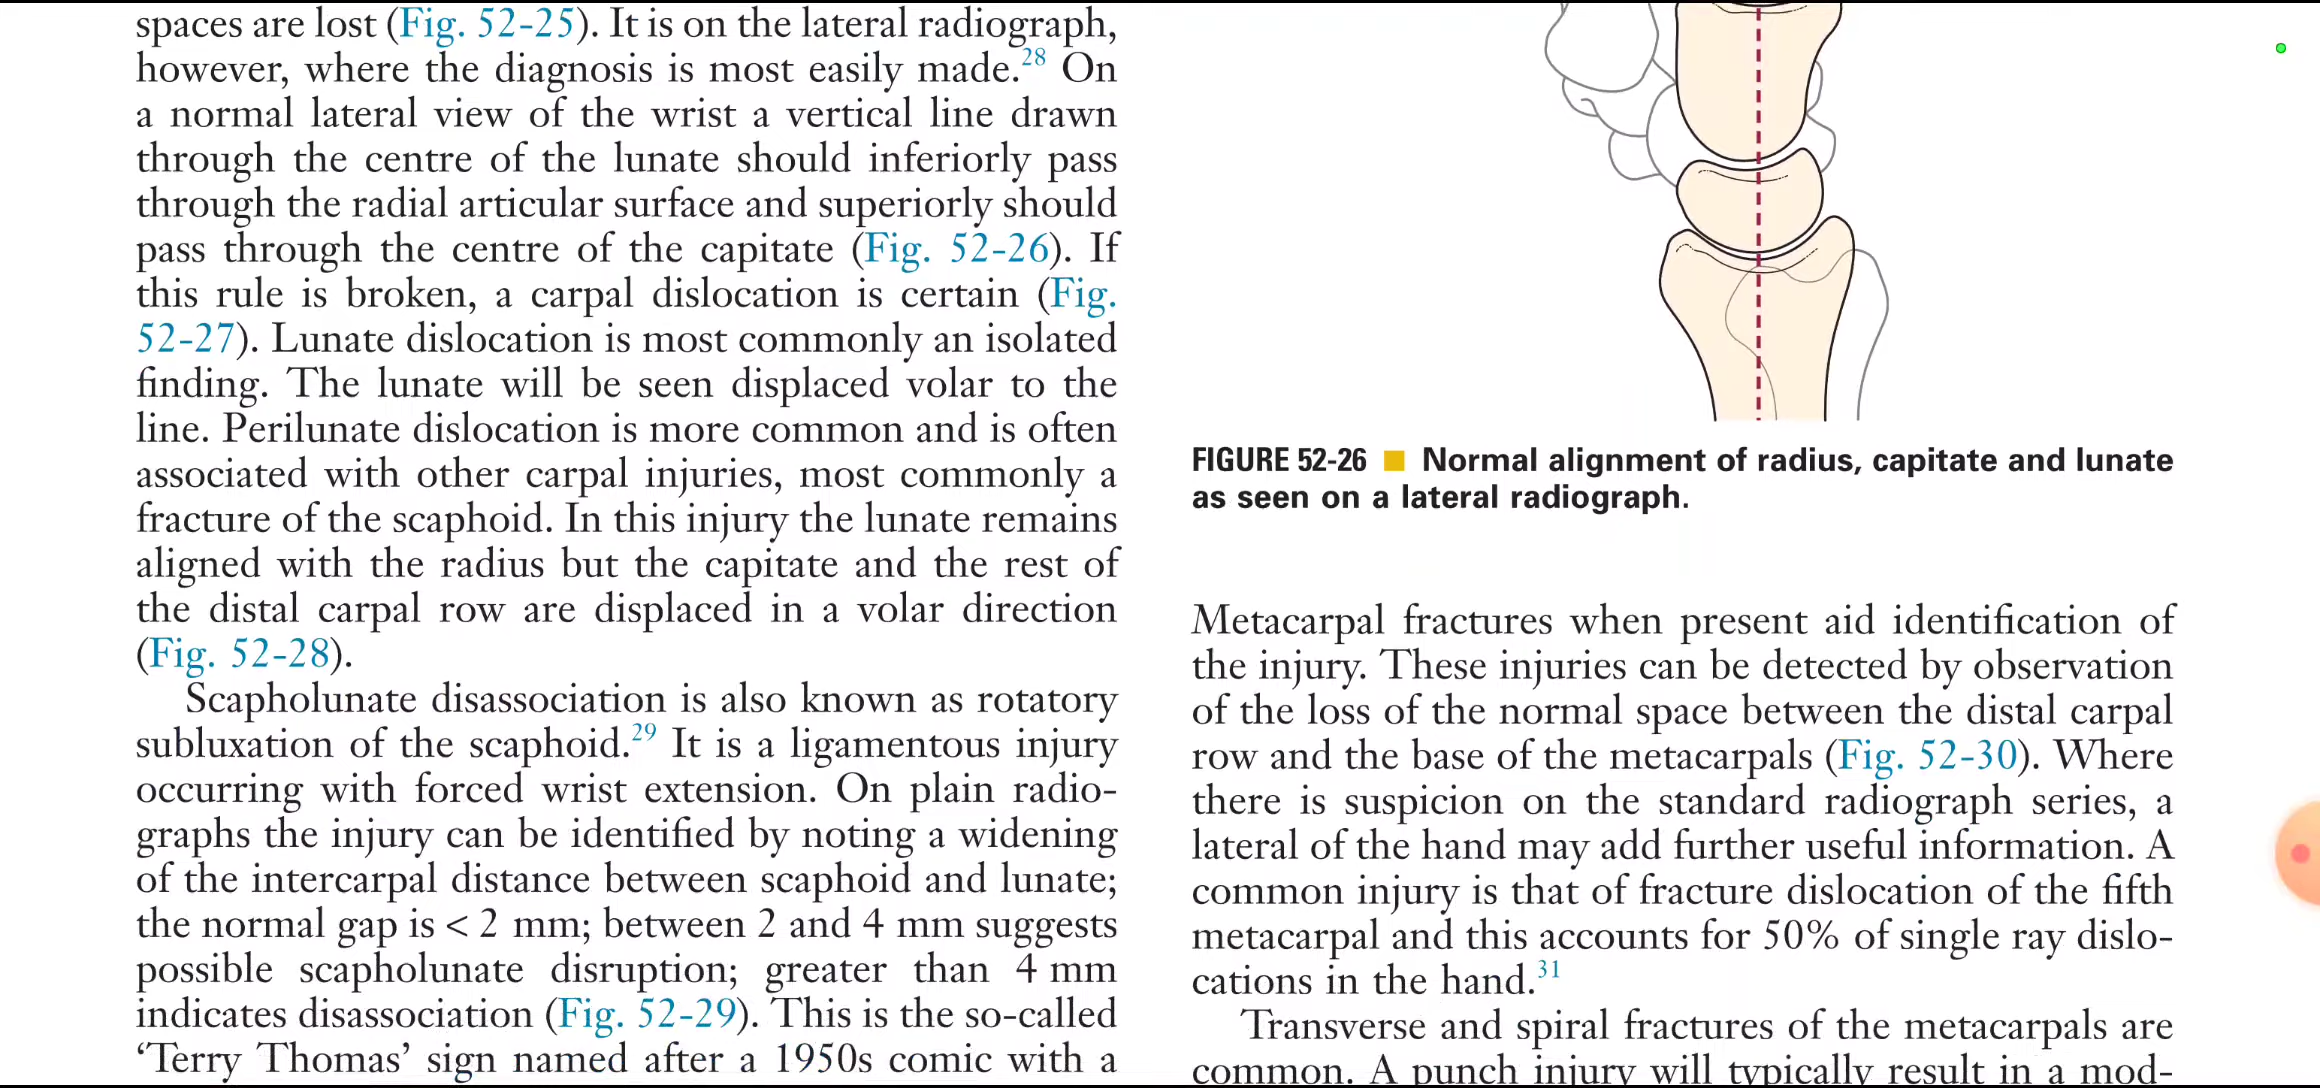 spaces are lost (Fig. 52-25). It is on the lateral radiograph,
however, where the diagnosis is most easily made.28 On
a normal lateral view of the wrist a vertical line drawn
through the centre of the lunate should inferiorly pass
through the radial articular surface and superiorly should
pass through the centre of the capitate (Fig. 52-26). If
this rule is broken, a carpal dislocation is certain (Fig.
52-27). Lunate dislocation is most commonly an isolated
finding. The lunate will be seen displaced volar to the
line. Perilunate dislocation is more common and is often
associated with other carpal injuries, most commonly a
fracture of the scaphoid. In this injury the lunate remains
aligned with the radius but the capitate and the rest of
the distal carpal row are displaced in a volar direction
(Fig. 52-28).
Scapholunate disassociation is also known as rotatory
subluxation of the scaphoid.29 It is a ligamentous injury
occurring with forced wrist extension. On plain radio-
graphs the injury can be identified by noting a widening
of the intercarpal distance between scaphoid and lunate;
the normal gap is < 2 mm; between 2 and 4 mm suggests
possible scapholunate disruption; greater than 4 mm
indicates disassociation (Fig. 52-29). This is the so-called
‘Terry Thomas’ sign named after a 1950s comic with a
FIGURE 52-26 ■ Normal alignment of radius, capitate and lunate
as seen on a lateral radiograph.
Metacarpal fractures when present aid identification of
the injury. These injuries can be detected by observation
of the loss of the normal space between the distal carpal
row and the base of the metacarpals (Fig. 52-30). Where
there is suspicion on the standard radiograph series, a
lateral of the hand may add further useful information. A
common injury is that of fracture dislocation of the fifth
metacarpal and this accounts for 50% of single ray dislo-
cations in the hand.31
Transverse and spiral fractures of the metacarpals are
common. A punch injury will typically result in a mod-